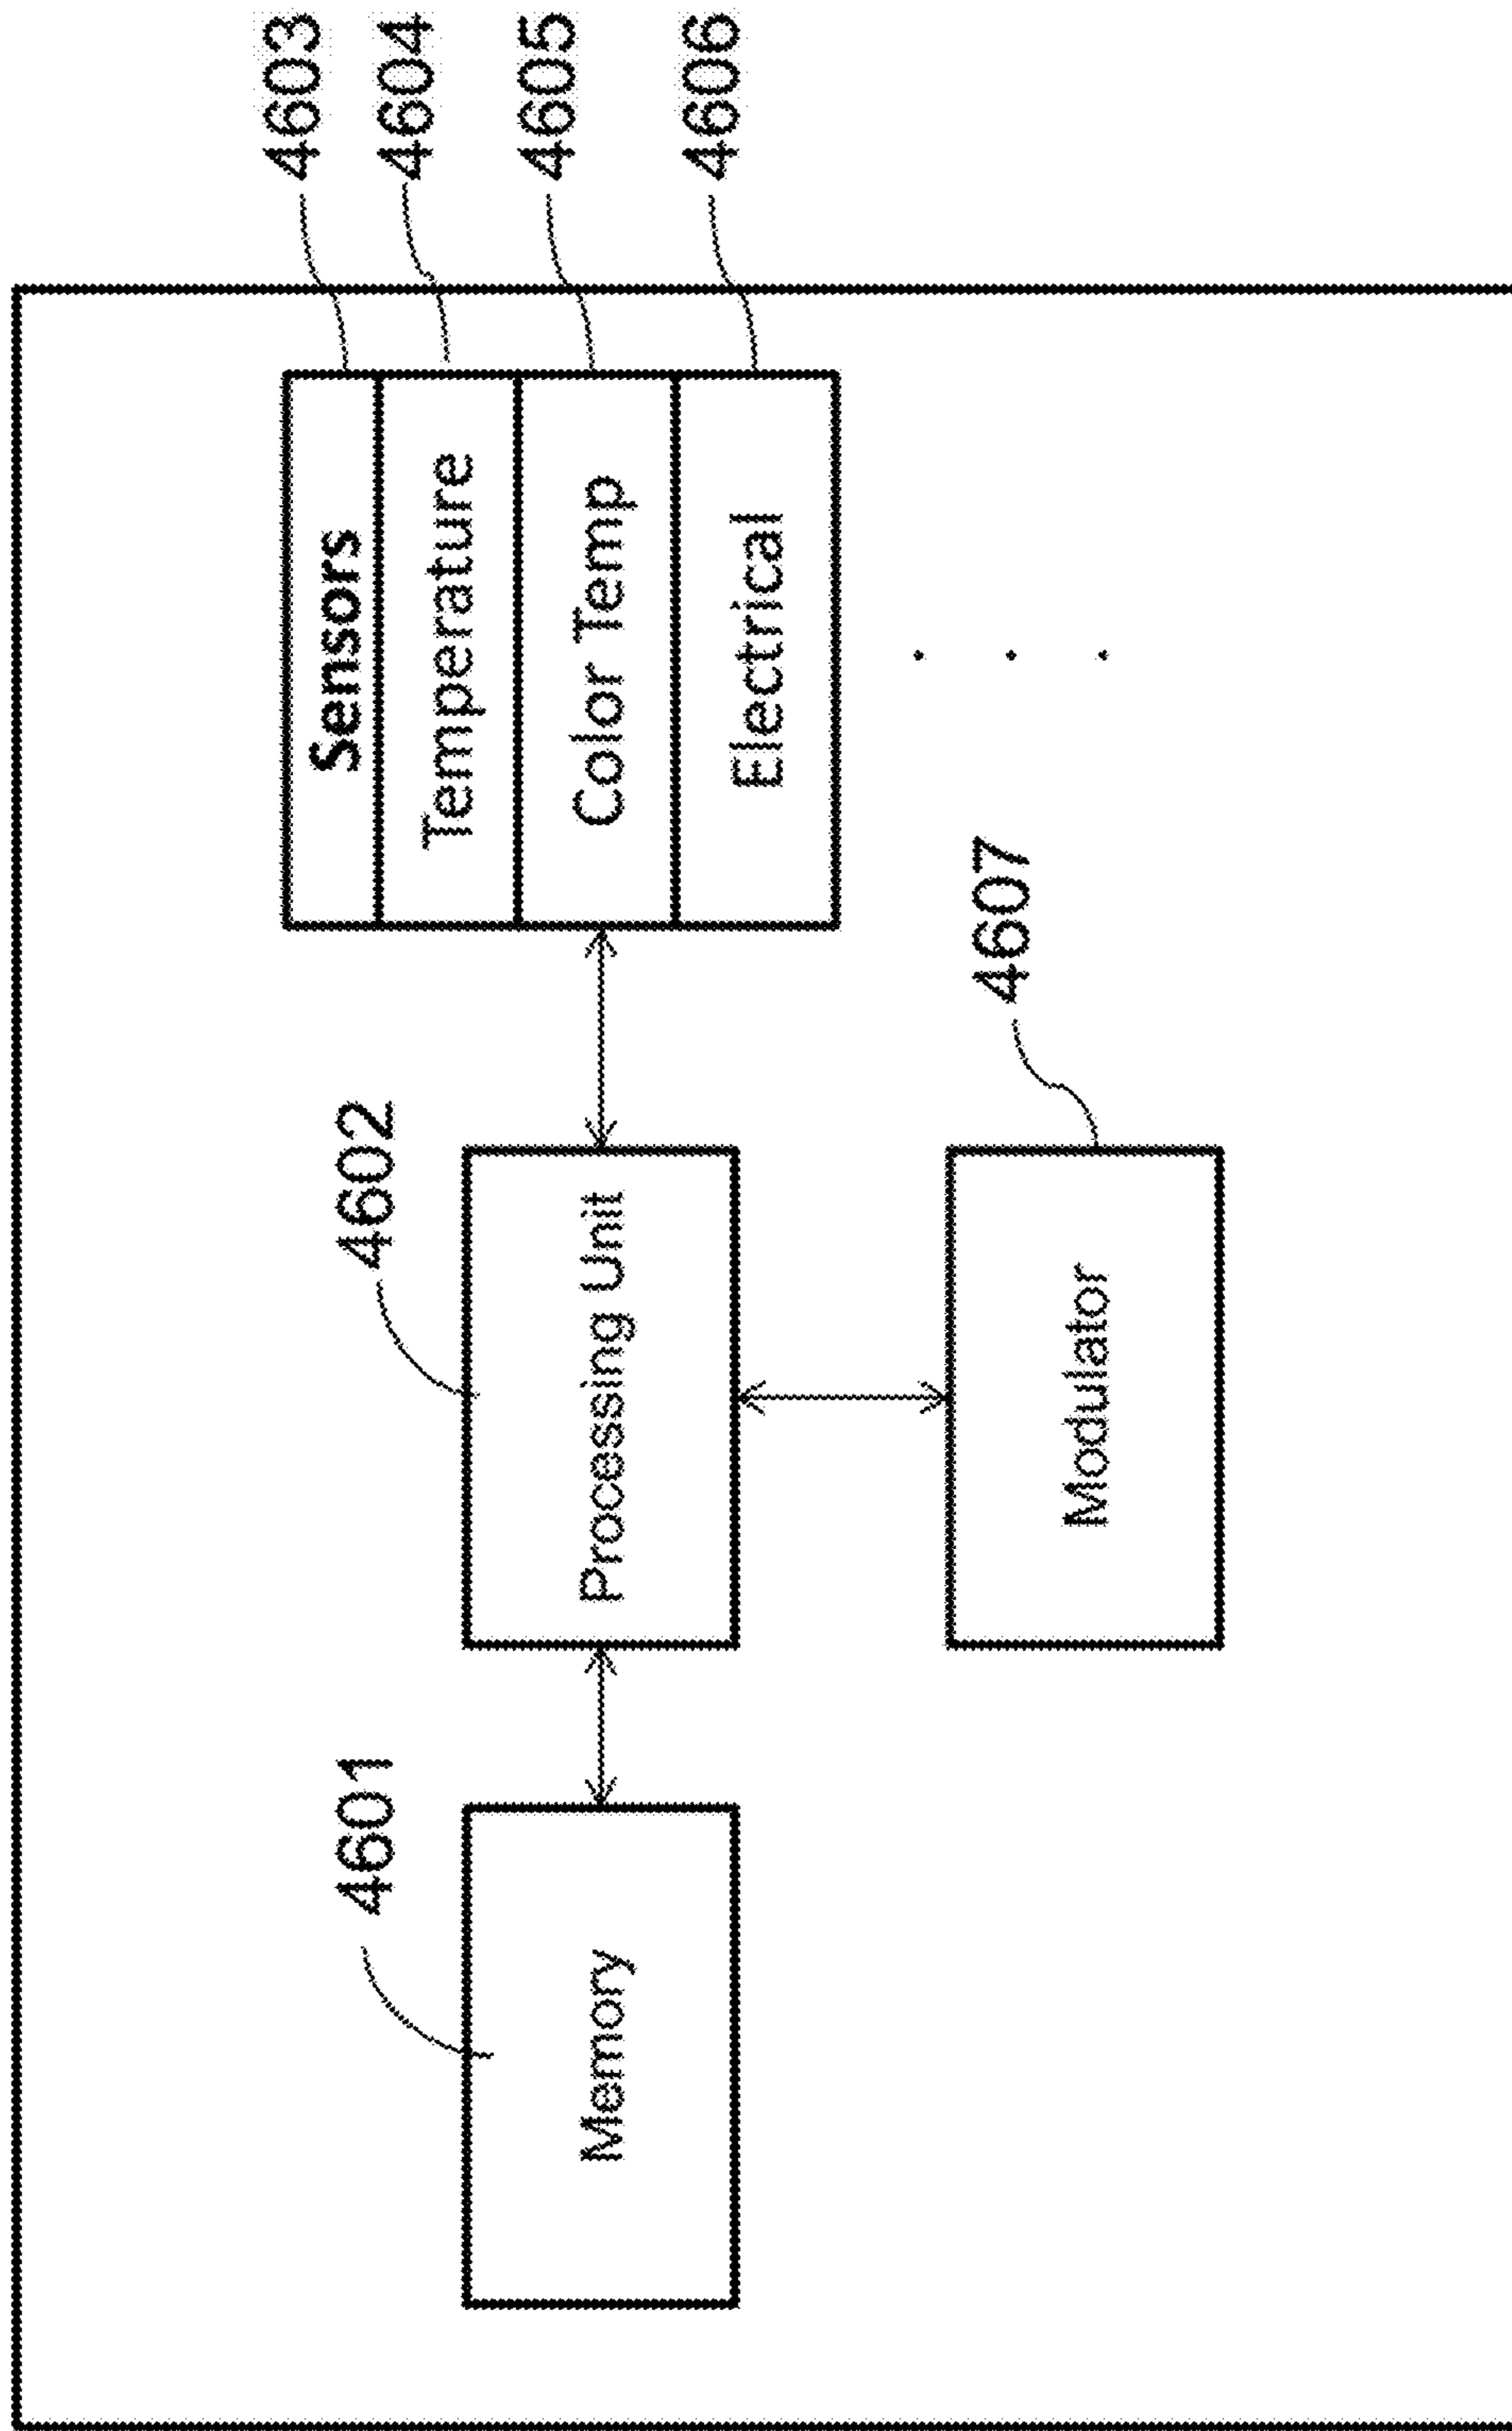 4603
Sensors
4604
Temperature
4605
Color Temp
4606
Electrical
4601
4602
Memory
Processing Unit
4607
Modulator